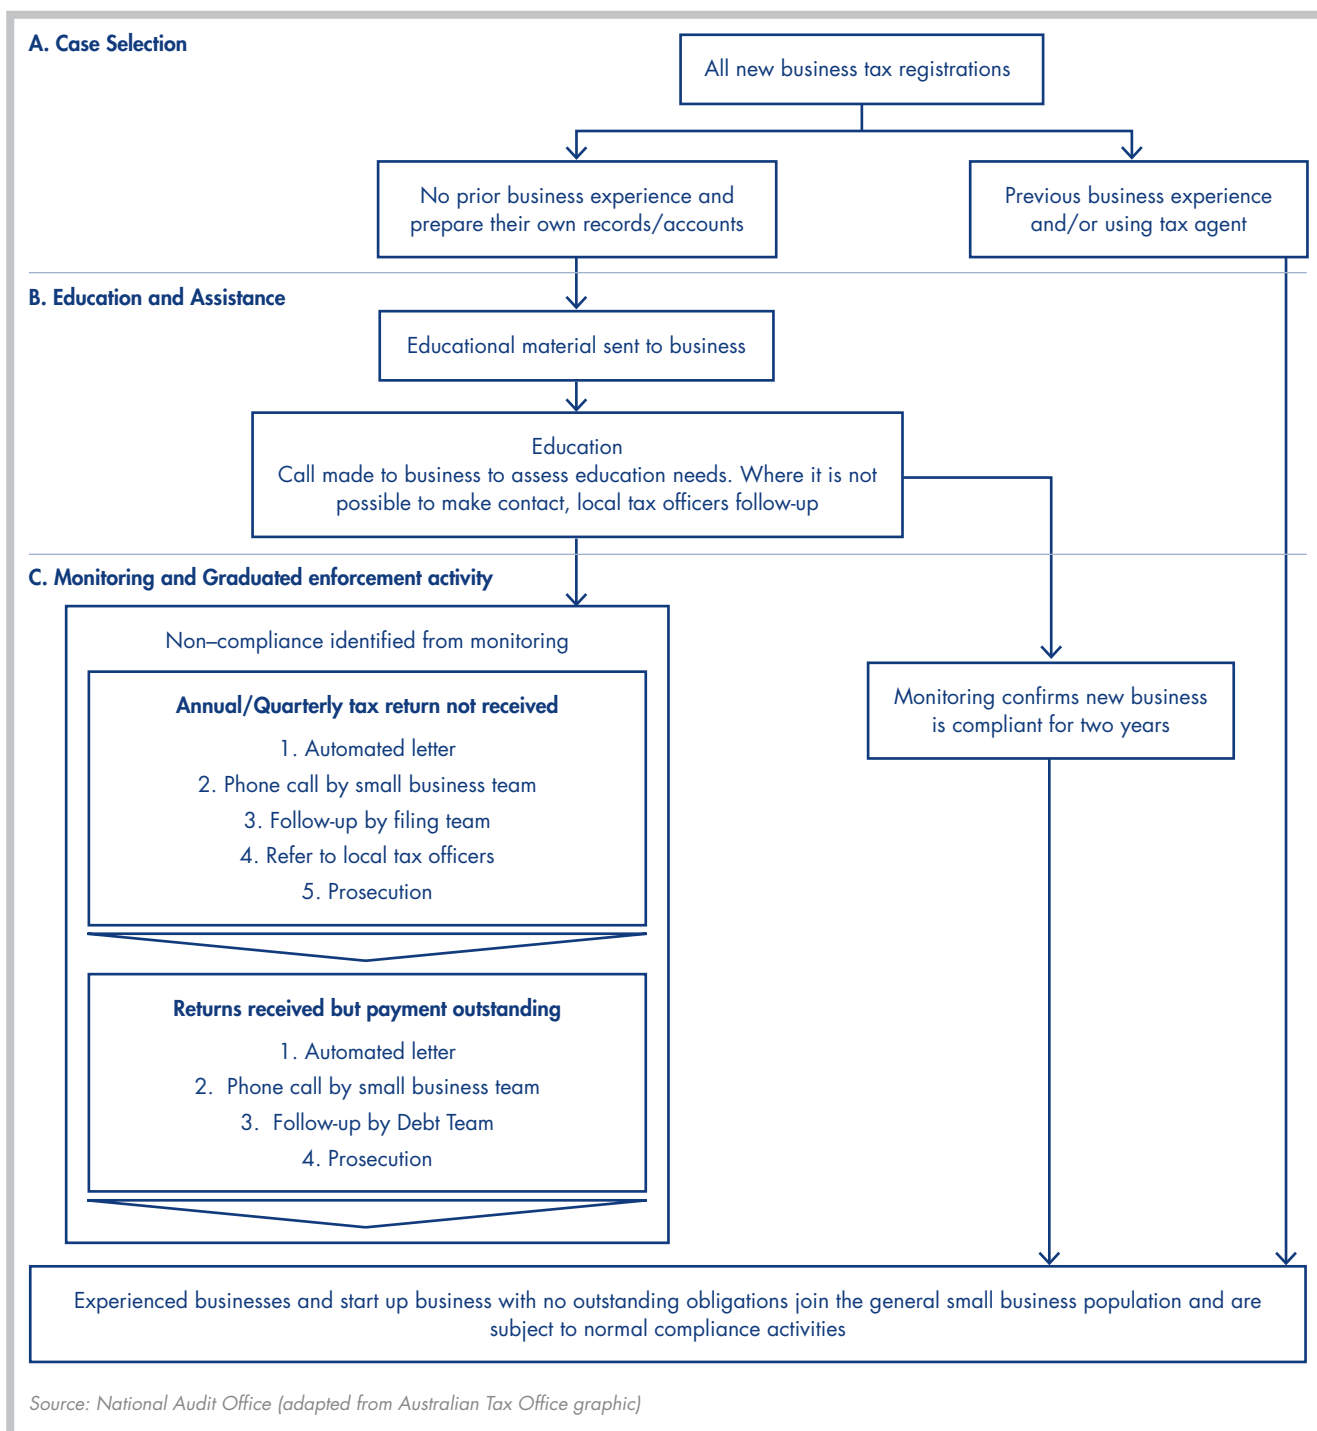 A. Case Selection
All new business tax registrations
No prior business experience and
prepare their own records/accounts
Previous business experience
and/or using tax agent
B. Education and Assistance
Educational material sent to business
Education
Call made to business to assess education needs. Where it is not
possible to make contact, local tax officers follow-up
C. Monitoring and Graduated enforcement activity
Non–compliance identified from monitoring
Annual/Quarterly tax return not received
1. Automated letter
2. Phone call by small business team
3. Follow-up by filing team
4. Refer to local tax officers
5. Prosecution
Monitoring confirms new business
is compliant for two years
Returns received but payment outstanding
1. Automated letter
2. Phone call by small business team
3. Follow-up by Debt Team
4. Prosecution
Experienced businesses and start up business with no outstanding obligations join the general small business population and are
subject to normal compliance activities
Source: National Audit Office (adapted from Australian Tax Office graphic)